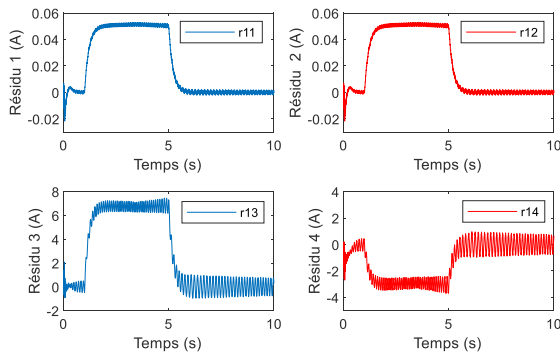 0.06
0.04
0.02
0
-0.02
Résidu 1 (A)
r11
0
5
10
Temps (s)
0.06
0.04
0.02
0
-0.02
Résidu  2 (A)
r12
0
5
10
Temps (s)
8
6
4
2
0
-2
Résidu 3 (A)
r13
0
5
10
Temps (s)
4
2
0
-2
-4
Résidu 4 (A)
r14
0
5
10
Temps (s)